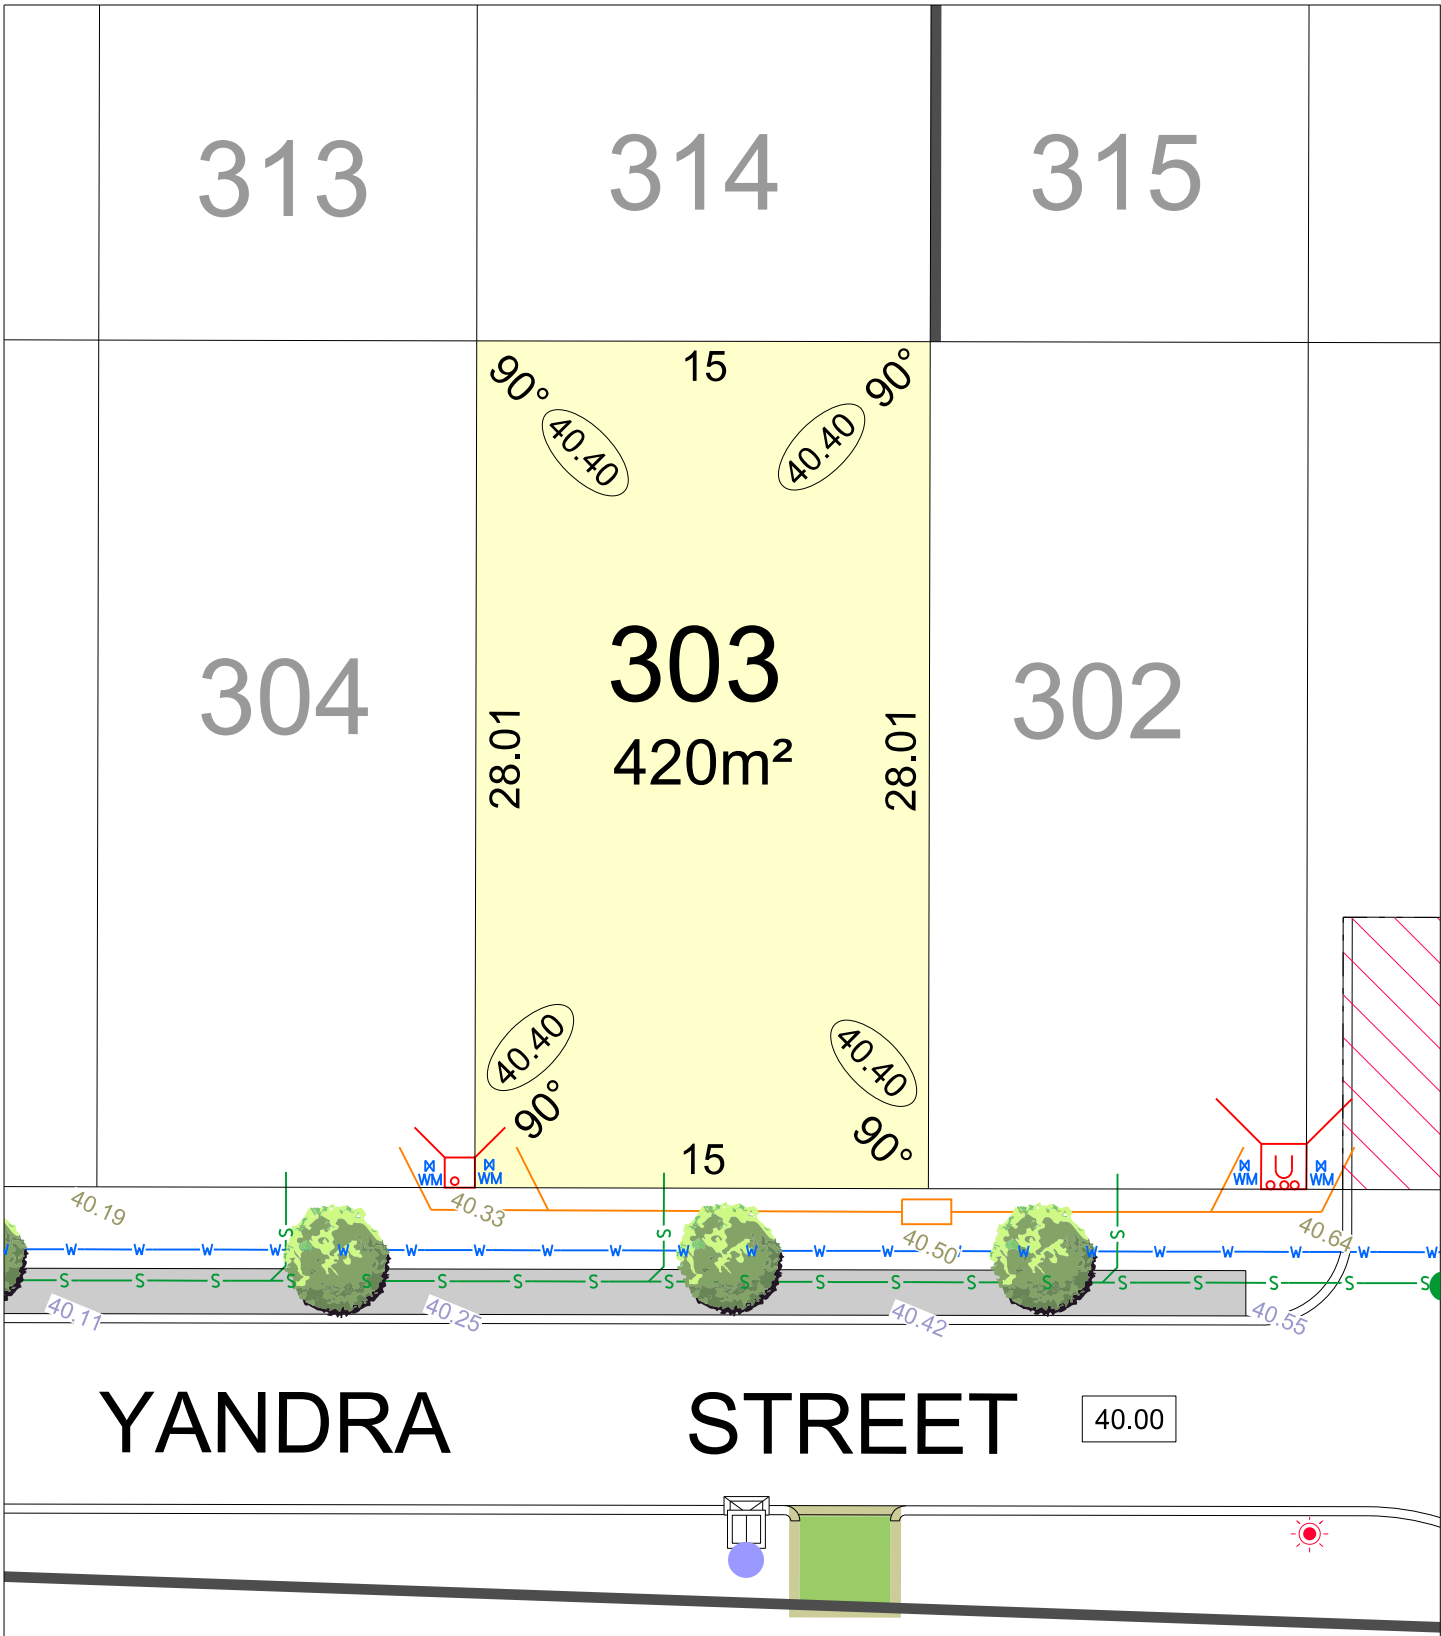 313
314
315
90°
15
90°
40.40
40.40
303
304
302
28.01
420m²
28.01
40.40
40.40
90°
90°
15
WM
WM
WM
U
WM
40.19
40.33
40.50
40.64
S
S
S
W W W W W W W W W W W W W W W W W W W W W
S S S S S S S S S S S S S S S S S S S
40.11
40.25
40.42
40.55
YANDRA STREET
40.00